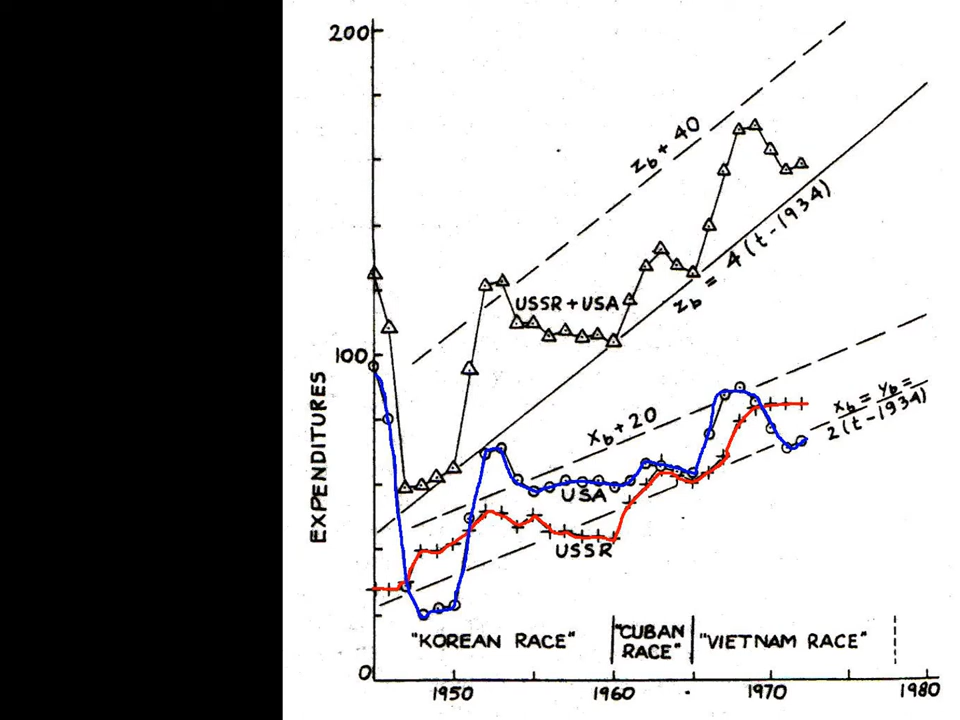 200
100
0
EXPENDITURES
z_b + 40
USSR + USA
z_b = 4 (t - 1934)
x_b + 20
x_b = y_b =
2 (t - 1934)
USA
USSR
"KOREAN RACE"
"CUBAN
RACE"
"VIETNAM RACE"
1950
1960
1970
1980